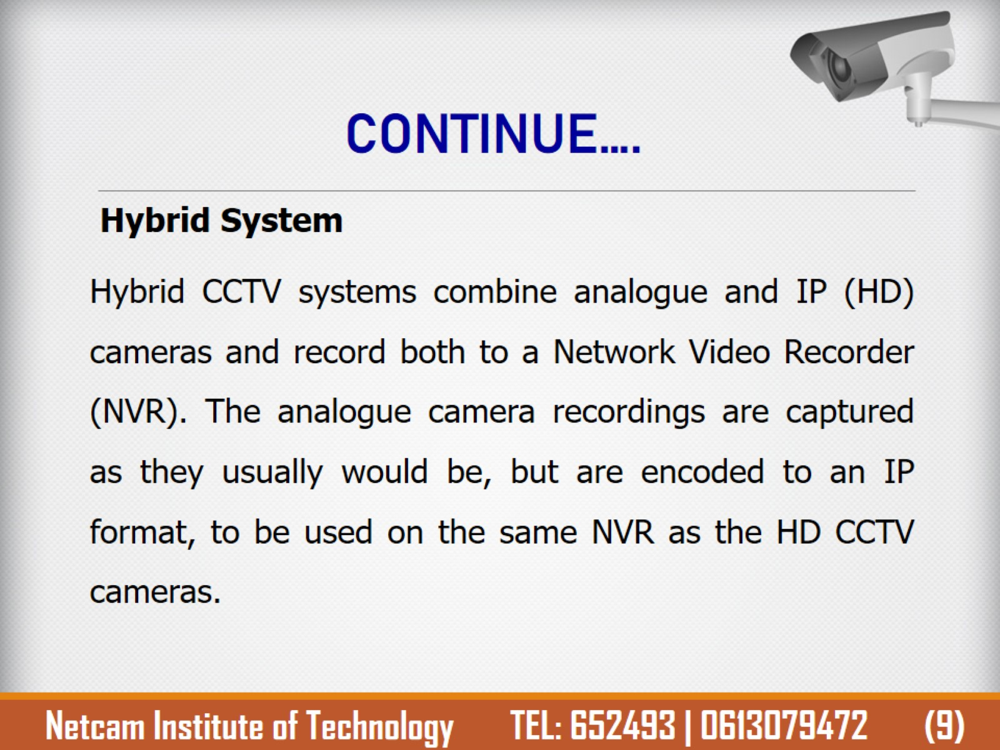 CONTINUE....
Hybrid System
Hybrid CCTV systems combine analogue and IP (HD)
cameras and record both to a Network Video Recorder
(NVR). The analogue camera recordings are captured
as they usually would be, but are encoded to an IP
format, to be used on the same NVR as the HD CCTV
cameras.
Netcam Institute of Technology TEL: 652493 | 0613079472 (9)